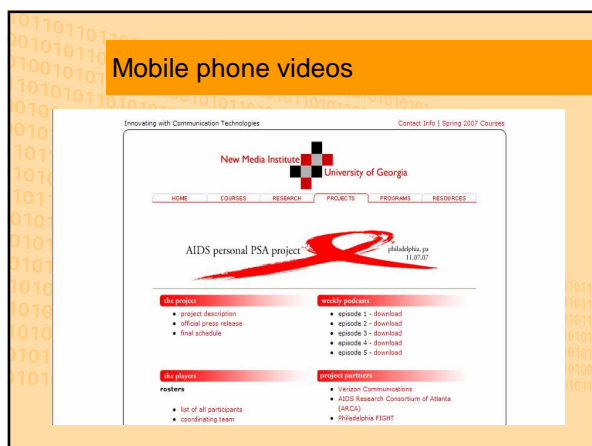 Mobile phone videos
Innovating with Communication Technologies
Contact Info | Spring 2007 Courses
New Media Institute
University of Georgia
HOME COURSES RESEARCH PROJECTS PROGRAMS RESOURCES
AIDS personal PSA project
philadelphia, pa
11.07.07
the project
• project description
• official press release
• final schedule
weekly podcasts
• episode 1 - download
• episode 2 - download
• episode 3 - download
• episode 4 - download
• episode 5 - download
the players
rosters
• list of all participants
• coordinating team
project partners
• Verizon Communications
• AIDS Research Consortium of Atlanta
(ARCA)
• Philadelphia FIGHT